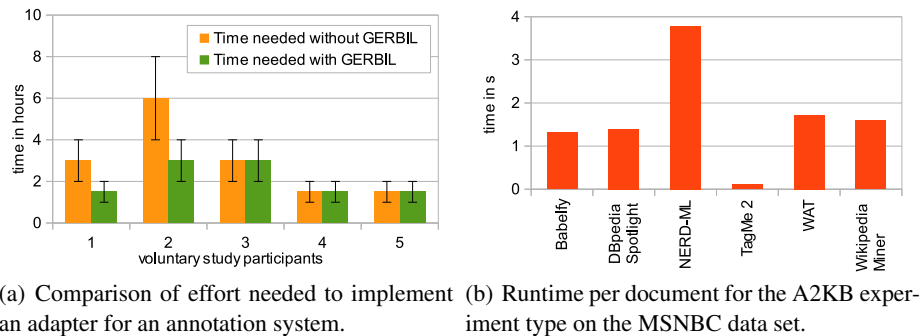 10
8
6
4
2
0
time in hours
Time needed without GERBIL
Time needed with GERBIL
1 2 3 4 5
voluntary study participants
(a) Comparison of effort needed to implement
an adapter for an annotation system.
4
3
2
1
0
time in s
Babelfy
DBpedia
Spotlight
NERD-ML
TagMe 2
WAT
Wikipedia
Miner
(b) Runtime per document for the A2KB exper-
iment type on the MSNBC data set.